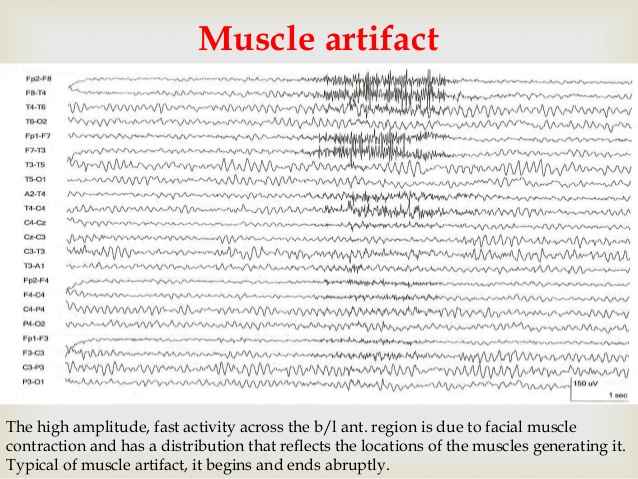 Muscle artifact
Fp2-F8
F8-T4
T4-T6
T6-O2
Fp1-F7
F7-T3
T3-T5
T5-O1
A2-T4
T4-C4
C4-Cz
Cz-C3
C3-T3
T3-A1
Fp2-F4
F4-C4
C4-P4
P4-O2
Fp1-F3
F3-C3
C3-P3
P3-O1
150 uV
1 sec
The high amplitude, fast activity across the b/l ant. region is due to facial muscle
contraction and has a distribution that reflects the locations of the muscles generating it.
Typical of muscle artifact, it begins and ends abruptly.